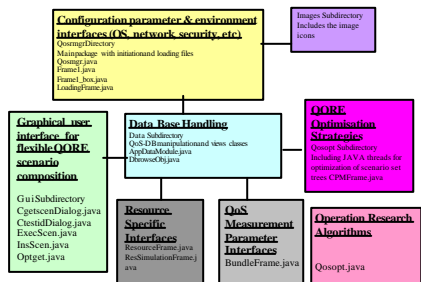 Configuration parameter & environment
interfaces (OS, network, security, etc)
QosrmgrDirectory
Mainpackage with initiationand loading files
Qosmgr.java
Frame1.java
Frame1_box.java
LoadingFrame.java
Images Subdirectory
Includes the image
icons
Graphical user
interface for
flexible QORE
scenario
composition
GuiSubdirectory
CgetscenDialog.java
CtestidDialog.java
ExecScen.java
InsScen.java
Optget.java
Data Base Handling
Data Subdirectory
QoS-DBmanipulationand views classes
AppDataModule.java
DbrowseObj.java
QORE
Optimisation
Strategies
Qosopt Subdirectory
Including JAVA threads for
optimization of scenario set
trees CPMFrame.java
Resource
Specific
Interfaces
ResourceFrame.java
ResSimulationFrame.j
ava
QoS
Measurement
Parameter
Interfaces
BundleFrame.java
Operation Research
Algorithms
Qosopt.java